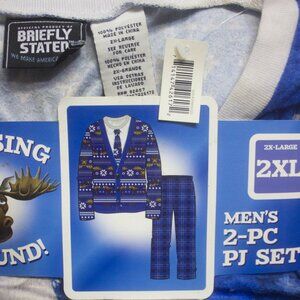 OFFICIAL PRODUCT OF
BRIEFLY
STATED
WE MAKE AMERICA
100% POLYESTER
MADE IN CHINA
2X-LARGE
SEE REVERSE
FOR CARE
100% POLYESTER
HECHO EN CHINA
2X-GRANDE
VEA OTRAS
INSTRUCCIONES
DE LAVADO
SING
UND!
2X-LARGE
2XL
MEN'S
2-PC
PJ SET